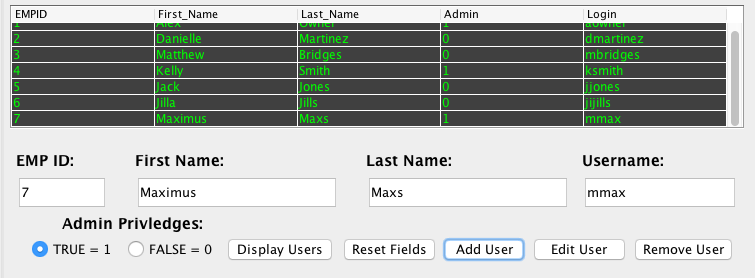 EMPID First_Name Last_Name Admin Login
1 Alex Owner 1 aowner
2 Danielle Martinez 0 dmartinez
3 Matthew Bridges 0 mbridges
4 Kelly Smith 1 ksmith
5 Jack Jones 0 jjones
6 Jilla Jills 0 jijills
7 Maximus Maxs 1 mmax
EMP ID: First Name: Last Name: Username:
7 Maximus Maxs mmax
Admin Privledges:
TRUE = 1 FALSE = 0 Display Users Reset Fields Add User Edit User Remove User